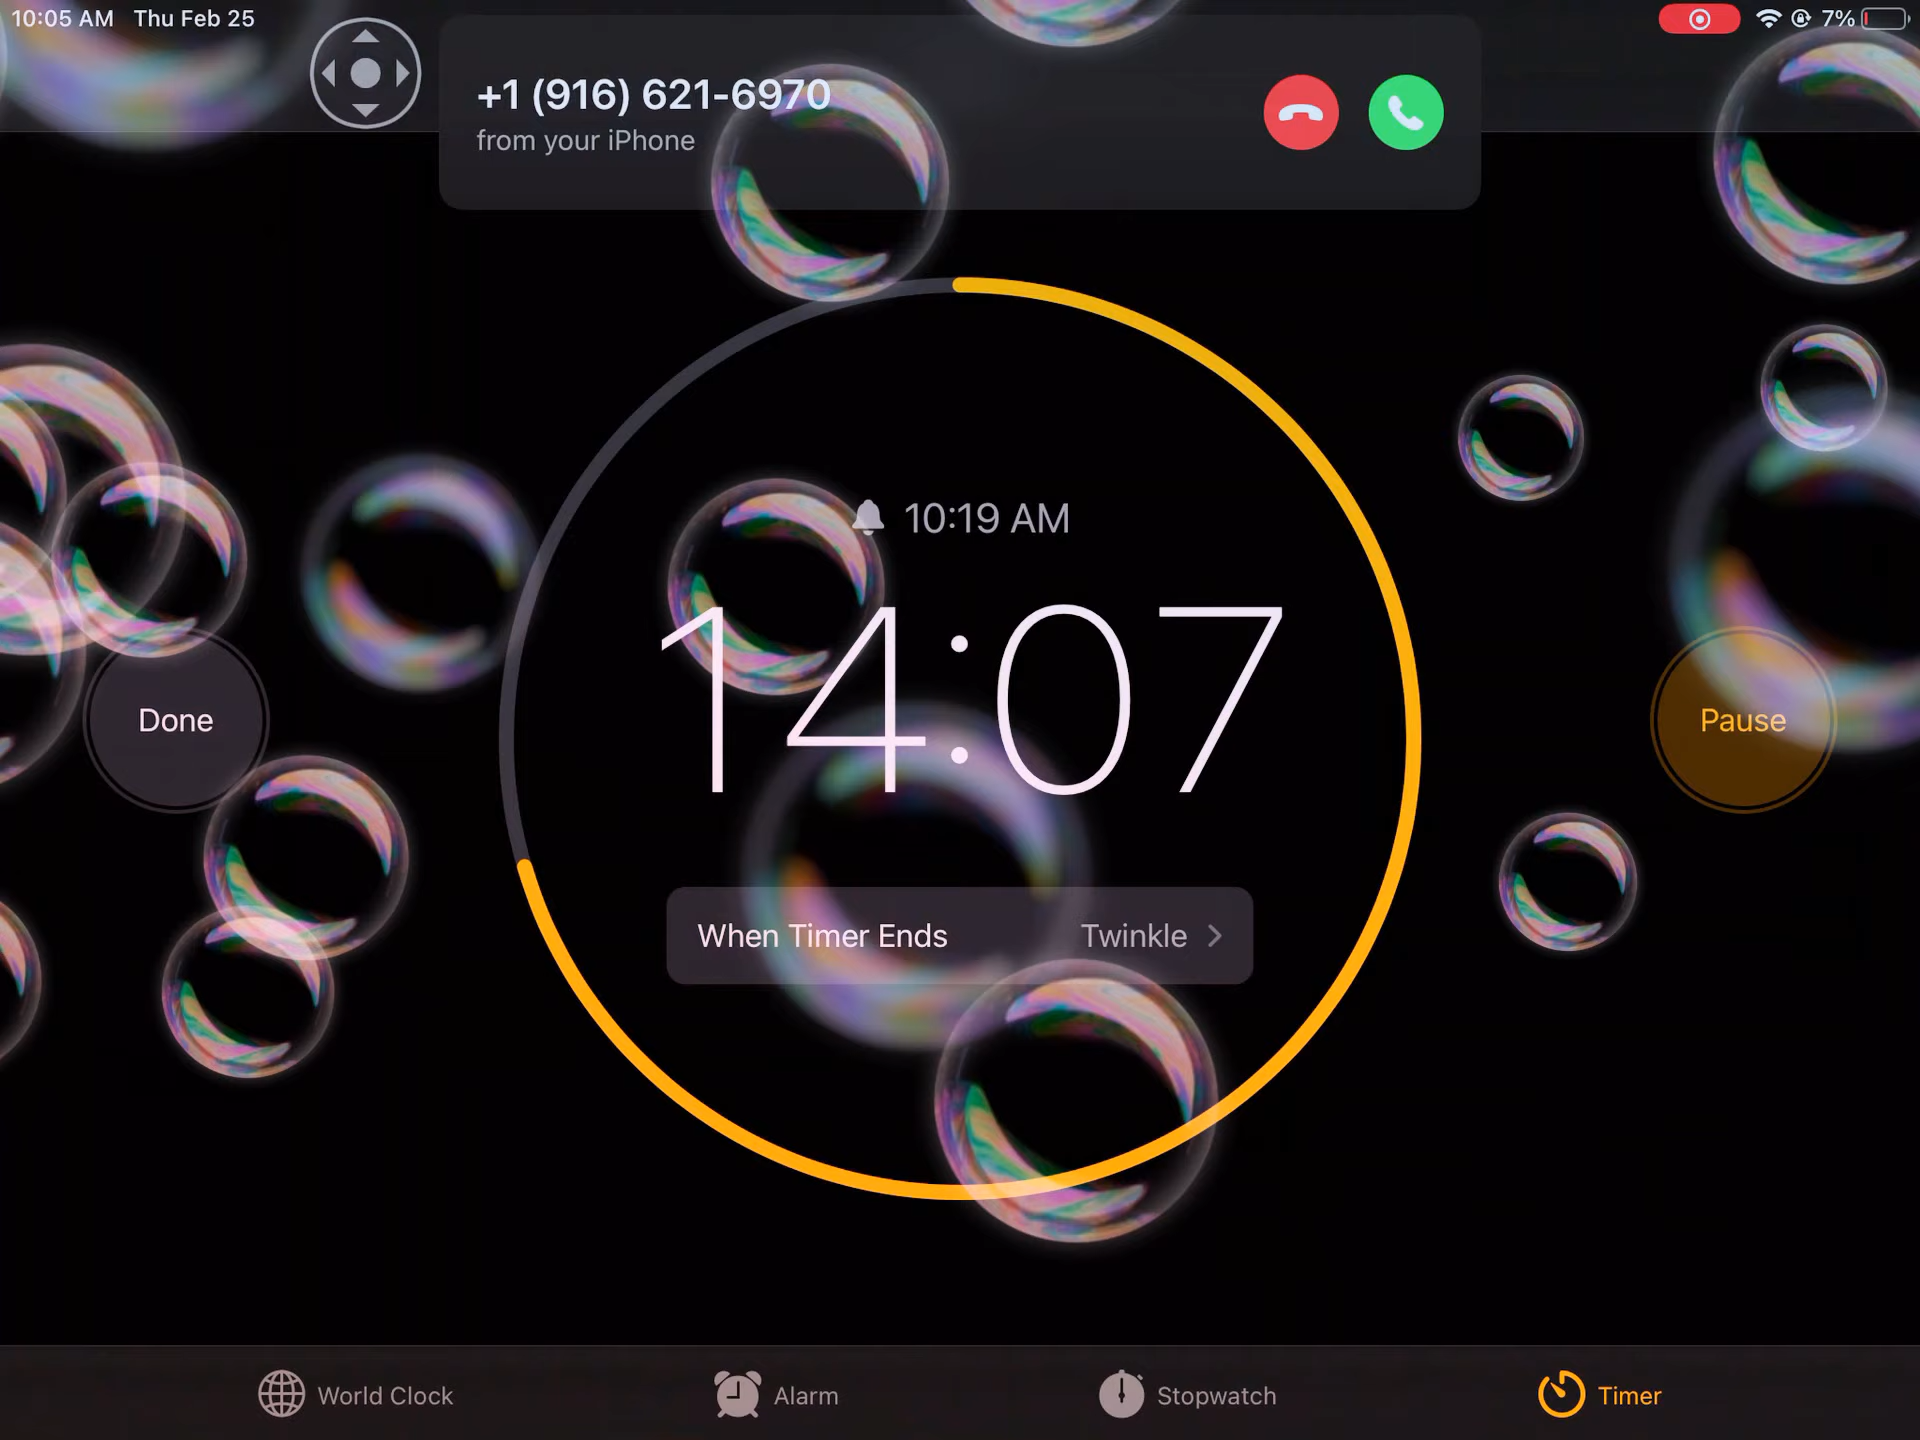 10:05 AM Thu Feb 25
7%
+1 (916) 621-6970
from your iPhone
10:19 AM
14:07
Done
Pause
When Timer Ends Twinkle
World Clock
Alarm
Stopwatch
Timer